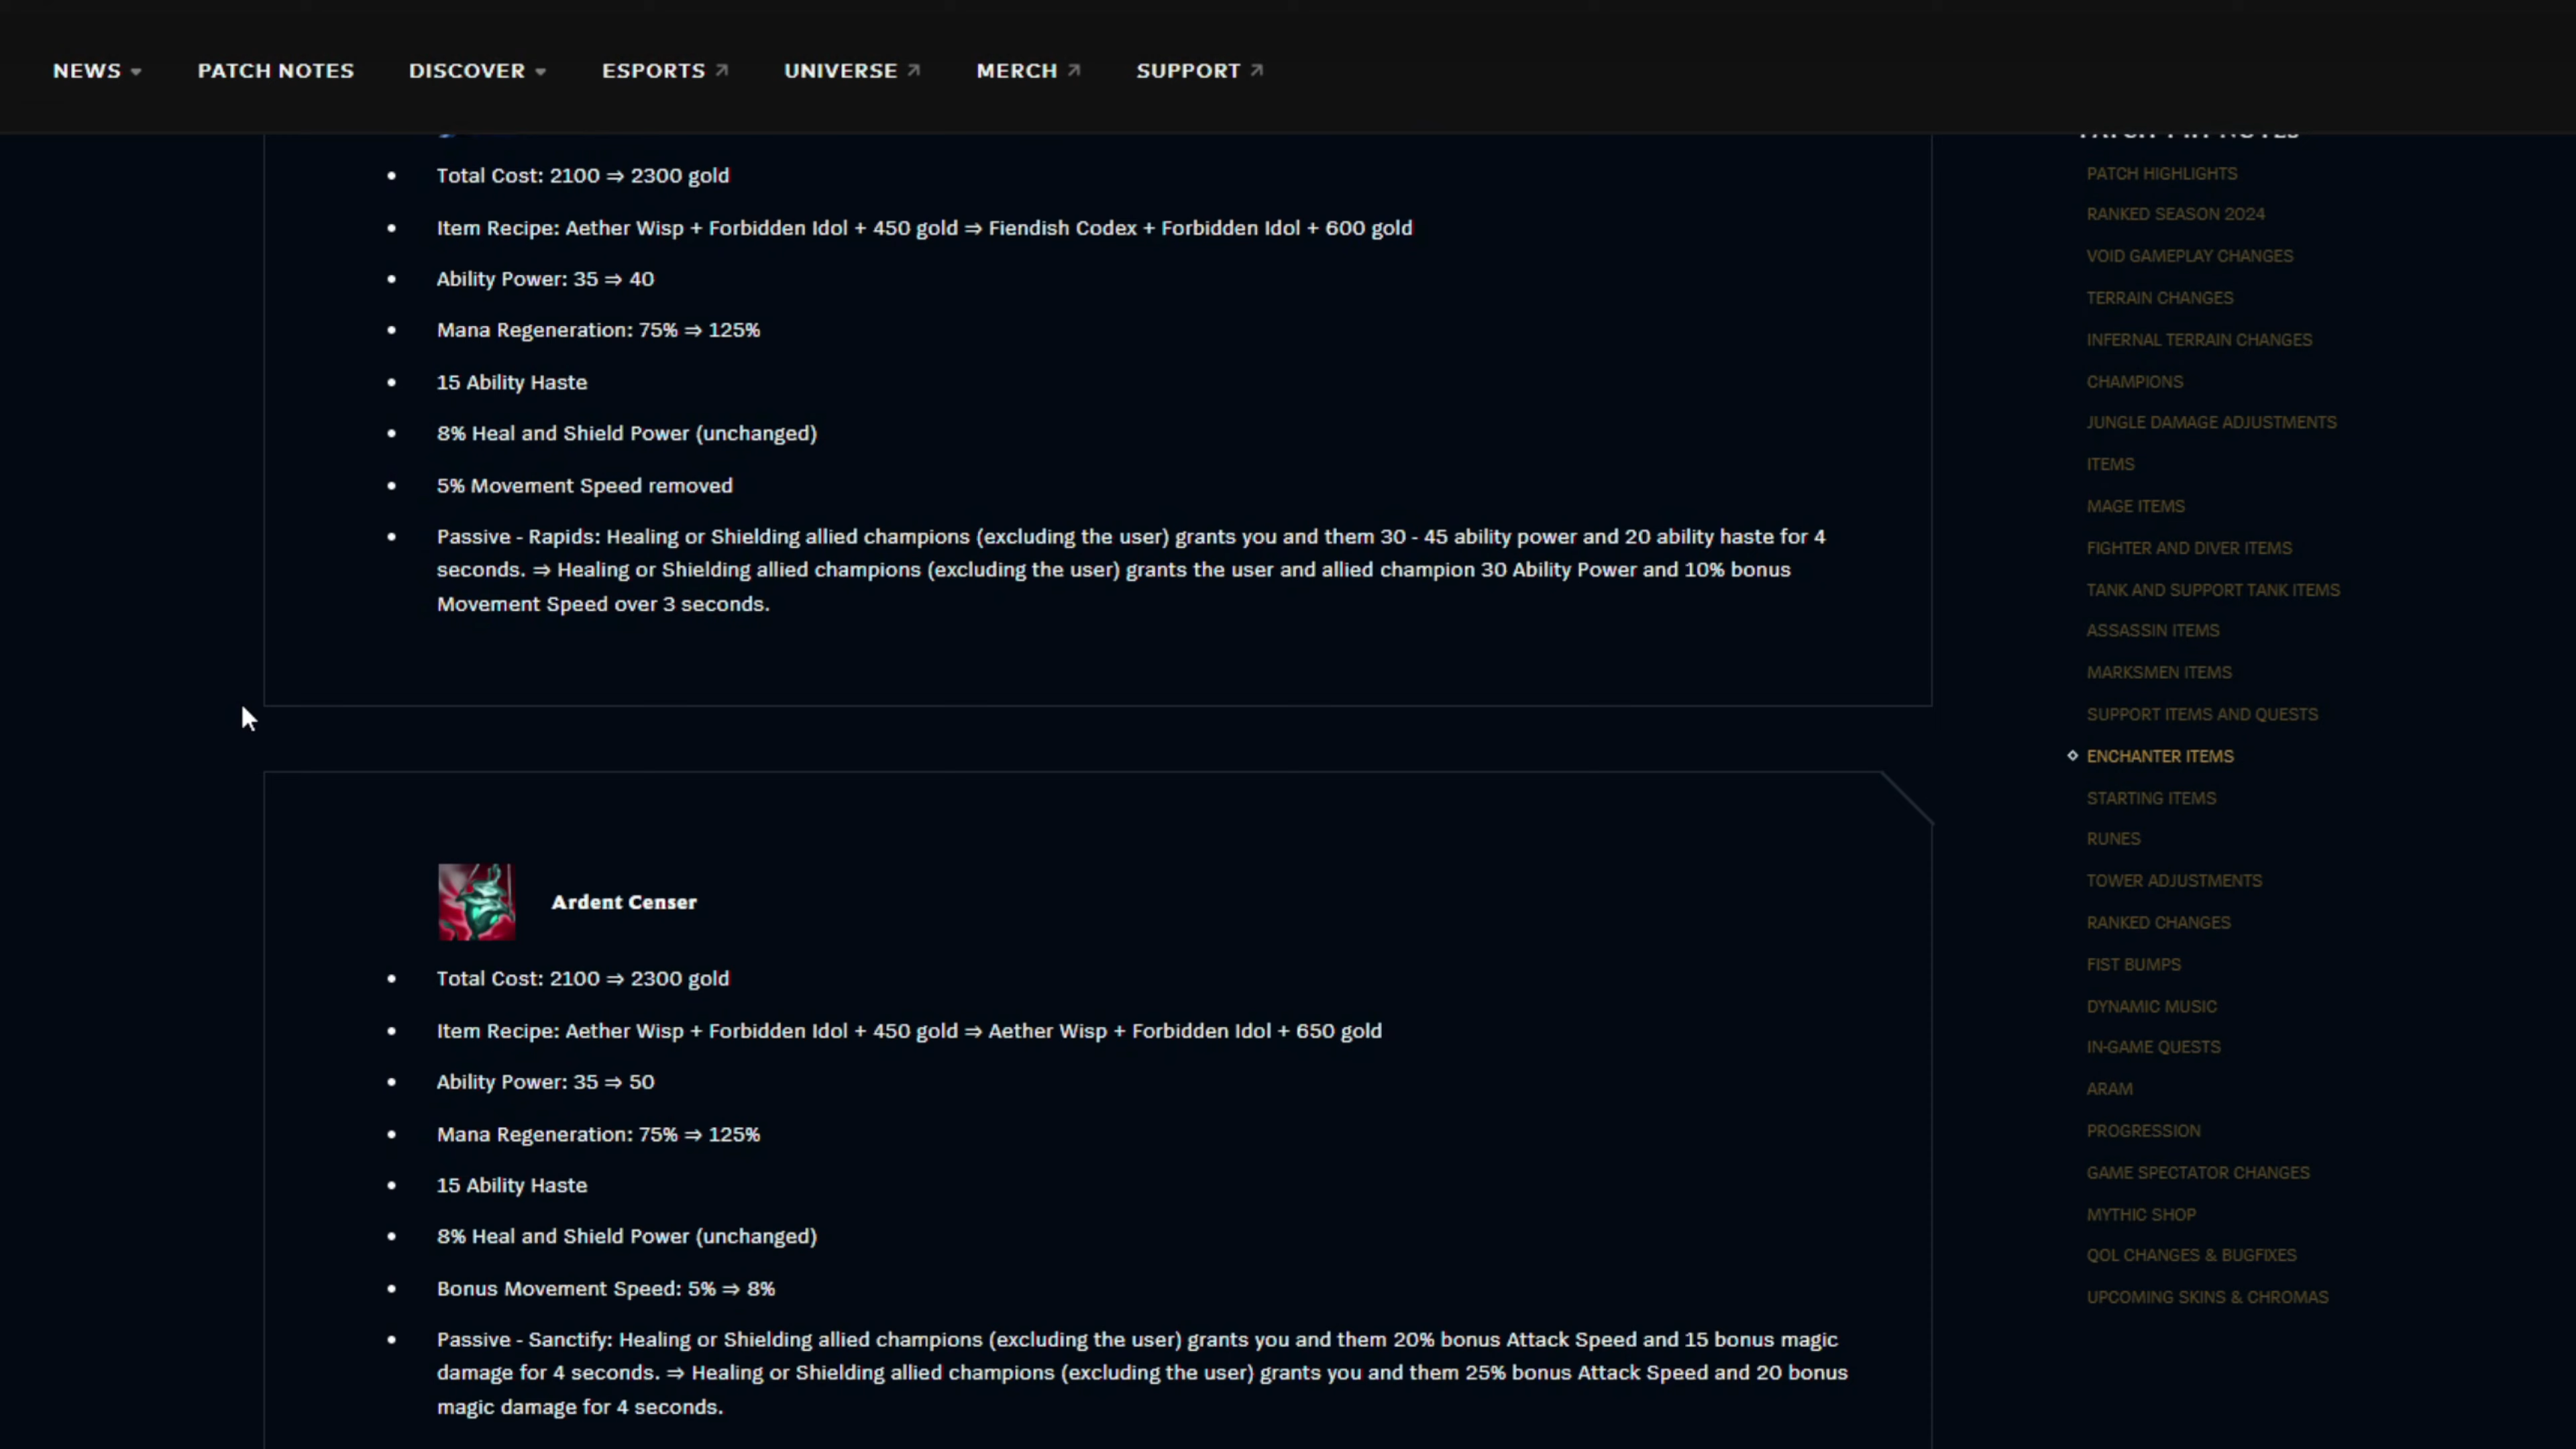 NEWS
PATCH NOTES
DISCOVER
ESPORTS
UNIVERSE
MERCH
SUPPORT
Total Cost: 2100 ⇒ 2300 gold
Item Recipe: Aether Wisp + Forbidden Idol + 450 gold ⇒ Fiendish Codex + Forbidden Idol + 600 gold
Ability Power: 35 ⇒ 40
Mana Regeneration: 75% ⇒ 125%
15 Ability Haste
8% Heal and Shield Power (unchanged)
5% Movement Speed removed
Passive - Rapids: Healing or Shielding allied champions (excluding the user) grants you and them 30 - 45 ability power and 20 ability haste for 4
seconds. ⇒ Healing or Shielding allied champions (excluding the user) grants the user and allied champion 30 Ability Power and 10% bonus
Movement Speed over 3 seconds.
Ardent Censer
Total Cost: 2100 ⇒ 2300 gold
Item Recipe: Aether Wisp + Forbidden Idol + 450 gold ⇒ Aether Wisp + Forbidden Idol + 650 gold
Ability Power: 35 ⇒ 50
Mana Regeneration: 75% ⇒ 125%
15 Ability Haste
8% Heal and Shield Power (unchanged)
Bonus Movement Speed: 5% ⇒ 8%
Passive - Sanctify: Healing or Shielding allied champions (excluding the user) grants you and them 20% bonus Attack Speed and 15 bonus magic
damage for 4 seconds. ⇒ Healing or Shielding allied champions (excluding the user) grants you and them 25% bonus Attack Speed and 20 bonus
magic damage for 4 seconds.
PATCH HIGHLIGHTS
RANKED SEASON 2024
VOID GAMEPLAY CHANGES
TERRAIN CHANGES
INFERNAL TERRAIN CHANGES
CHAMPIONS
JUNGLE DAMAGE ADJUSTMENTS
ITEMS
MAGE ITEMS
FIGHTER AND DIVER ITEMS
TANK AND SUPPORT TANK ITEMS
ASSASSIN ITEMS
MARKSMEN ITEMS
SUPPORT ITEMS AND QUESTS
ENCHANTER ITEMS
STARTING ITEMS
RUNES
TOWER ADJUSTMENTS
RANKED CHANGES
FIST BUMPS
DYNAMIC MUSIC
IN-GAME QUESTS
ARAM
PROGRESSION
GAME SPECTATOR CHANGES
MYTHIC SHOP
QOL CHANGES & BUGFIXES
UPCOMING SKINS & CHROMAS